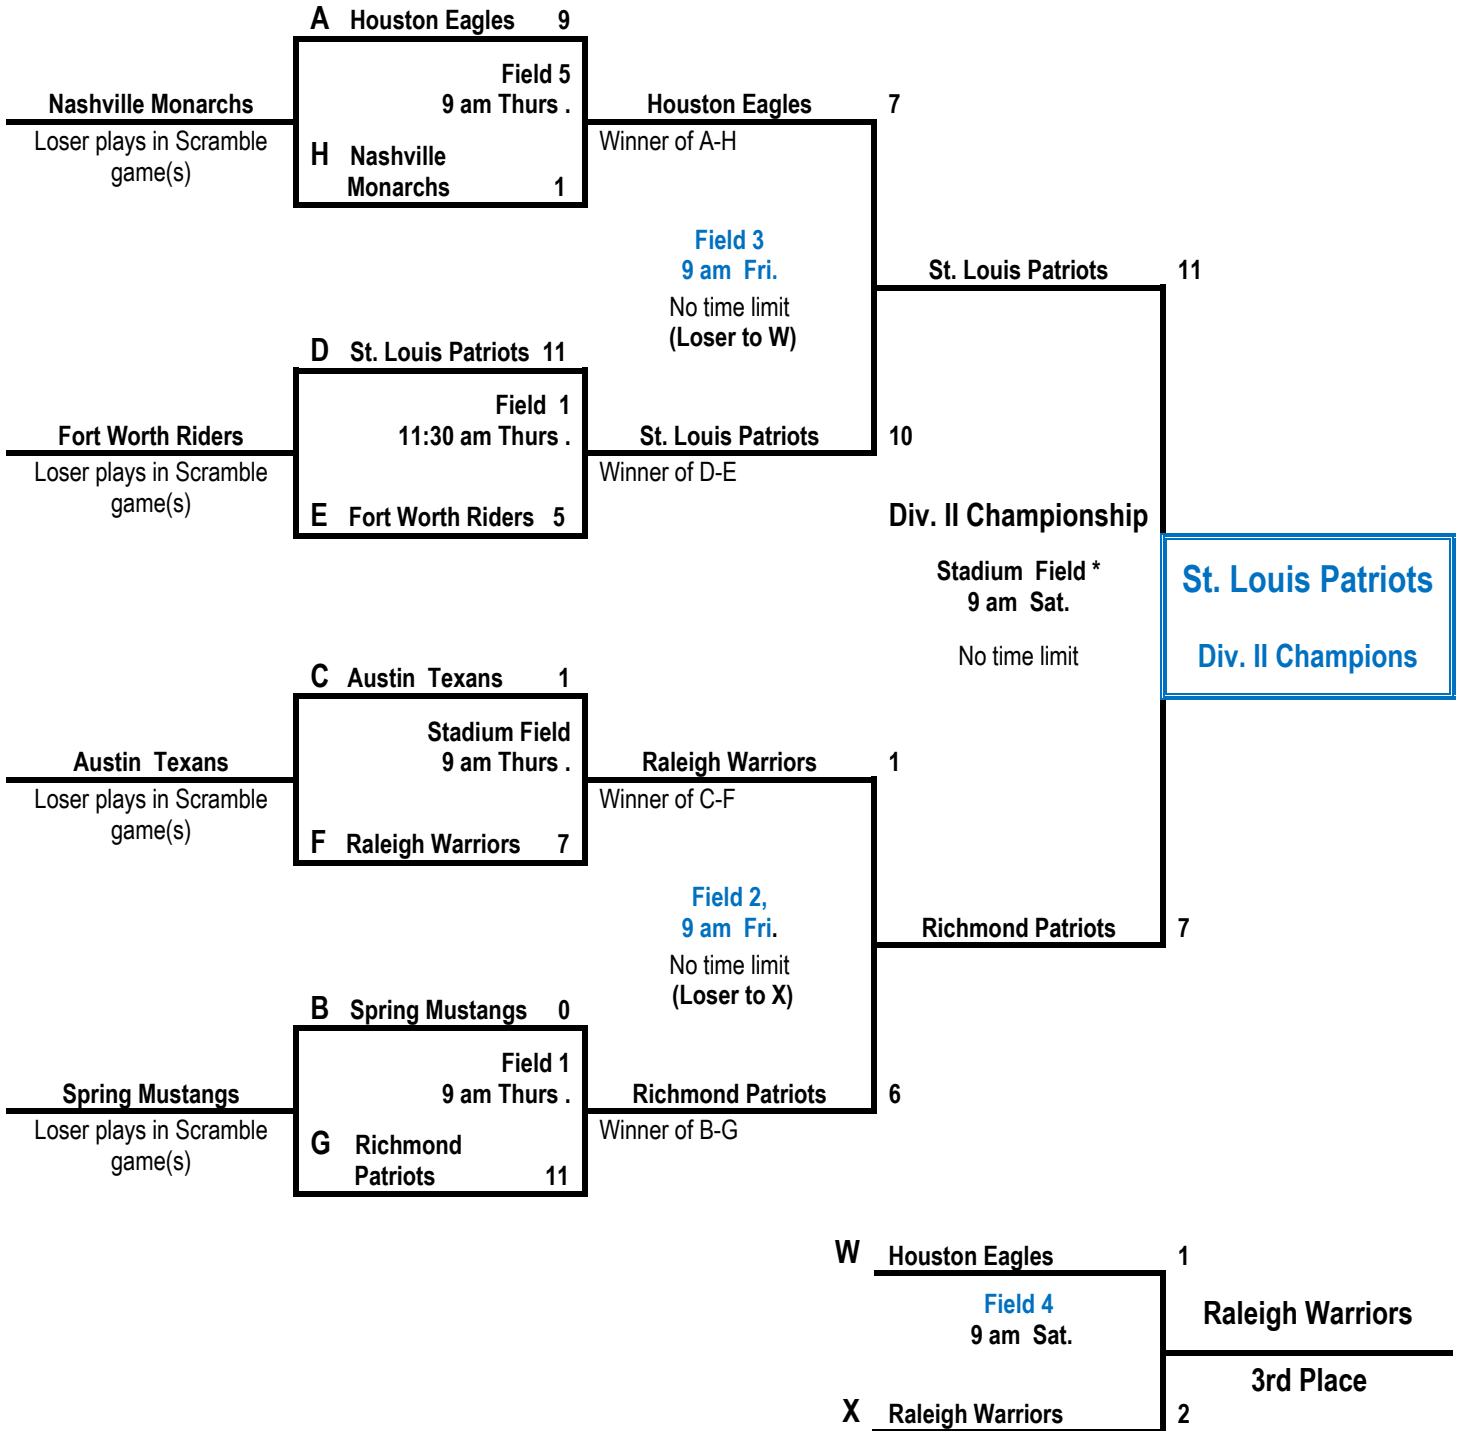 A Houston Eagles 9
Field 5
9 am Thurs .
Nashville Monarchs
Loser plays in Scramble
game(s)
H Nashville
Monarchs 1
Houston Eagles 7
Winner of A-H
Field 3
9 am Fri.
No time limit
(Loser to W)
St. Louis Patriots 11
D St. Louis Patriots 11
Field 1
11:30 am Thurs .
Fort Worth Riders
Loser plays in Scramble
game(s)
E Fort Worth Riders 5
St. Louis Patriots 10
Winner of D-E
Div. II Championship
Stadium Field *
9 am Sat.
No time limit
St. Louis Patriots
Div. II Champions
C Austin Texans 1
Stadium Field
9 am Thurs .
Austin Texans
Loser plays in Scramble
game(s)
F Raleigh Warriors 7
Raleigh Warriors 1
Winner of C-F
Field 2,
9 am Fri.
No time limit
(Loser to X)
Richmond Patriots 7
B Spring Mustangs 0
Field 1
9 am Thurs .
Spring Mustangs
Loser plays in Scramble
game(s)
G Richmond
Patriots 11
Richmond Patriots 6
Winner of B-G
W Houston Eagles 1
Field 4
9 am Sat.
Raleigh Warriors
3rd Place
X Raleigh Warriors 2